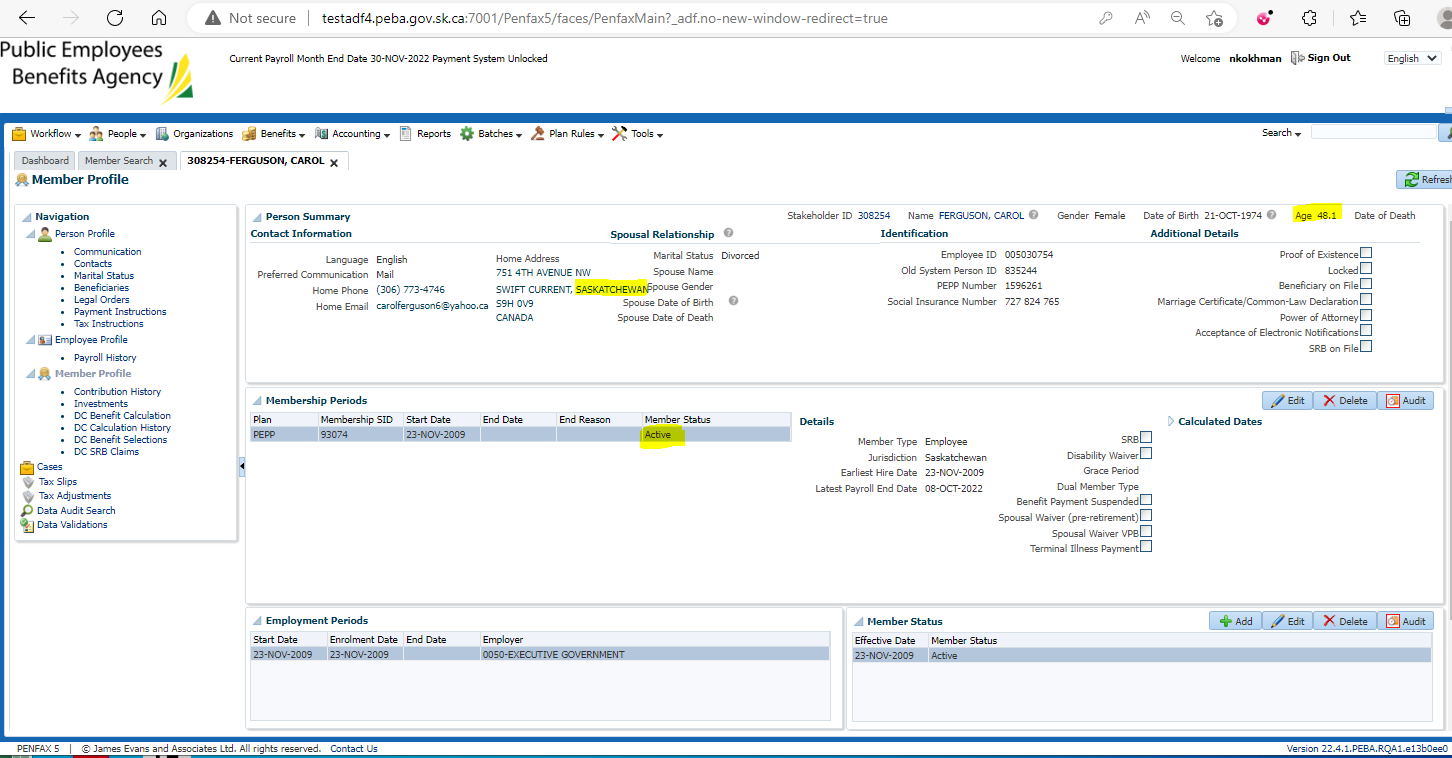 Not secure | testadf4.peba.gov.sk.ca:7001/Penfax5/faces/PenfaxMain?_adf.no-new-window-redirect=true
Public Employees
Benefits Agency
Current Payroll Month End Date 30-NOV-2022 Payment System Unlocked
Welcome nkokhman Sign Out English
Workflow People Organizations Benefits Accounting Reports Batches Plan Rules Tools Search
Dashboard Member Search 308254-FERGUSON, CAROL
Member Profile
Refresh
Navigation
Person Profile
Communication
Contacts
Marital Status
Beneficiaries
Legal Orders
Payment Instructions
Tax Instructions
Employee Profile
Payroll History
Member Profile
Contribution History
Investments
DC Benefit Calculation
DC Calculation History
DC Benefit Selections
DC SRB Claims
Cases
Tax Slips
Tax Adjustments
Data Audit Search
Data Validations
Person Summary
Stakeholder ID 308254 Name FERGUSON, CAROL Gender Female Date of Birth 21-OCT-1974 Age 48.1 Date of Death
Contact Information
Language English
Preferred Communication Mail
Home Phone (306) 773-4746
Home Email carolferguson6@yahoo.ca
Home Address
751 4TH AVENUE NW
SWIFT CURRENT, SASKATCHEWAN
S9H 0V9
CANADA
Spousal Relationship
Marital Status Divorced
Spouse Name
Spouse Gender
Spouse Date of Birth
Spouse Date of Death
Identification
Employee ID 005030754
Old System Person ID 835244
PEPP Number 1596261
Social Insurance Number 727 824 765
Additional Details
Proof of Existence
Locked
Beneficiary on File
Marriage Certificate/Common-Law Declaration
Power of Attorney
Acceptance of Electronic Notifications
SRB on File
Membership Periods
Edit Delete Audit
Plan Membership SID Start Date End Date End Reason Member Status
PEPP 93074 23-NOV-2009 Active
Details
Member Type Employee
Jurisdiction Saskatchewan
Earliest Hire Date 23-NOV-2009
Latest Payroll End Date 08-OCT-2022
SRB
Disability Waiver
Grace Period
Dual Member Type
Benefit Payment Suspended
Spousal Waiver (pre-retirement)
Spousal Waiver VPB
Terminal Illness Payment
Calculated Dates
Employment Periods
Start Date Enrolment Date End Date Employer
23-NOV-2009 23-NOV-2009 0050-EXECUTIVE GOVERNMENT
Member Status
Add Edit Delete Audit
Effective Date Member Status
23-NOV-2009 Active
PENFAX 5 | © James Evans and Associates Ltd. All rights reserved. Contact Us
Version 22.4.1.PEBA.RQA1.e13b0ee0